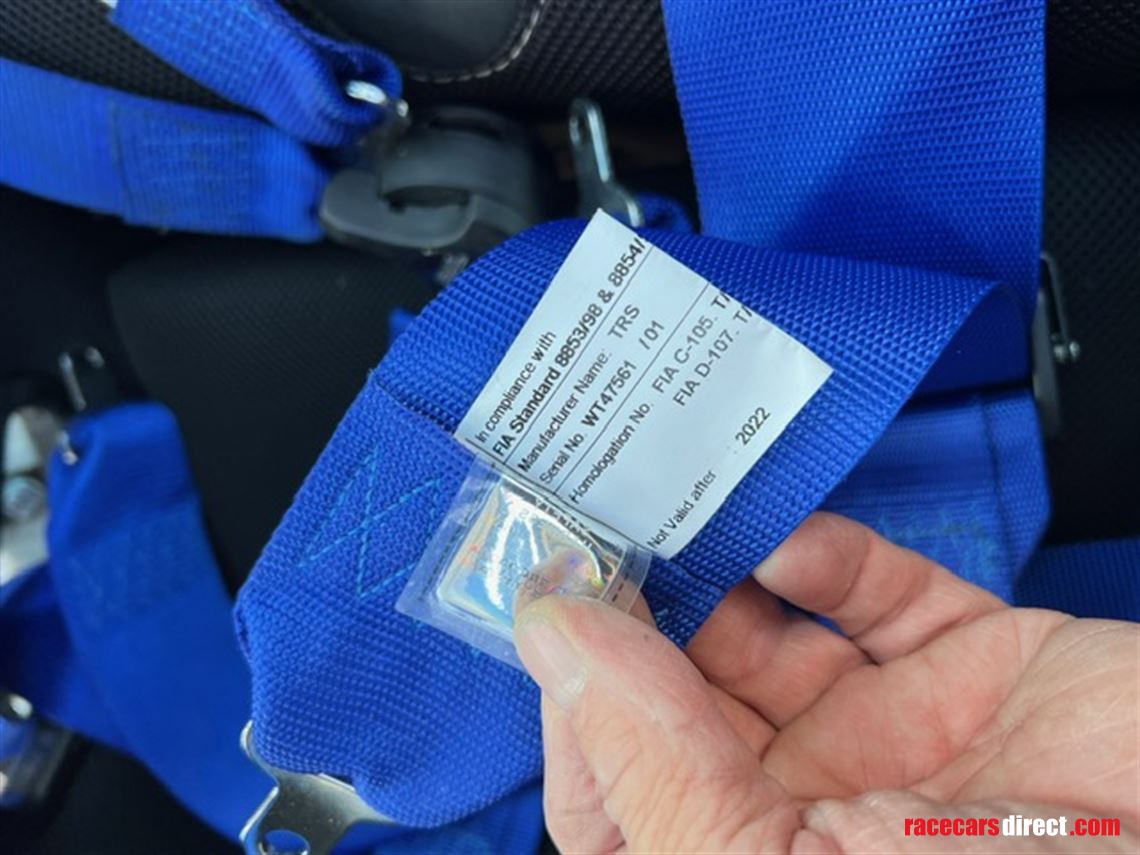 In compliance with
FIA Standard 8853/98 & 8854/
Manufacturer Name: TRS
Serial No. WT47561 /01
Homologation No. FIA C-105. T/
FIA D-107. T/
Not Valid after : 2022
racecarsdirect.com